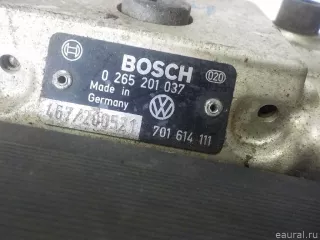 BOSCH
020
0 265 201 037
Made in
Germany
701 614 111
eaural.ru